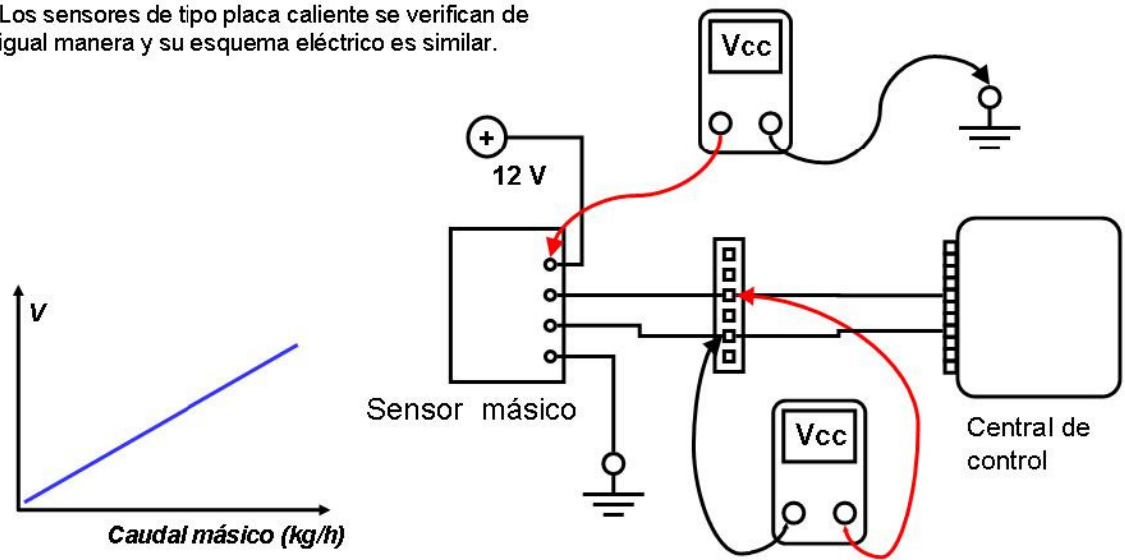 Los sensores de tipo placa caliente se verifican de
igual manera y su esquema eléctrico es similar.
Vcc
+
12 V
V
Sensor másico
Vcc
Central de
control
Caudal másico (kg/h)